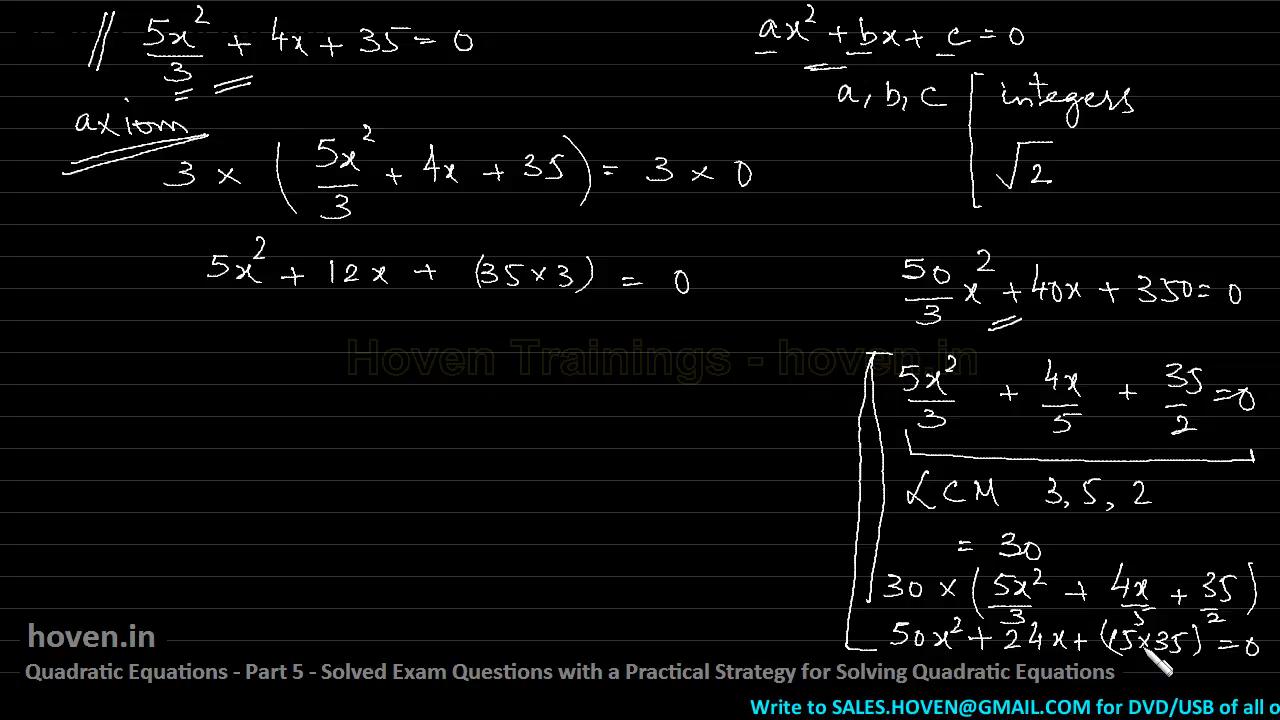 // 5x²/3 + 4x + 35 = 0
ax² + bx + c = 0
a, b, c [ integers
√2
axiom
3 × ( 5x²/3 + 4x + 35 ) = 3 × 0
5x² + 12x + (35 × 3) = 0
50/3 x² + 40x + 350 = 0
Hoven Trainings - hoven.in
5x²/3 + 4x/5 + 35/2 = 0
LCM 3, 5, 2
= 30
30 × ( 5x²/3 + 4x/5 + 35/2 )
50x² + 24x + (15×35) = 0
hoven.in
Quadratic Equations - Part 5 - Solved Exam Questions with a Practical Strategy for Solving Quadratic Equations
Write to SALES.HOVEN@GMAIL.COM for DVD/USB of all o